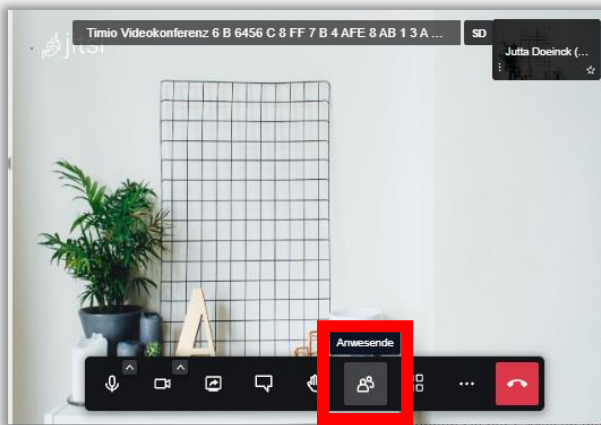 Timio Videokonferenz 6 B 6456 C 8 FF 7 B 4 AFE 8 AB 1 3 A ...
SD
jitsi
Jutta Doeinck (...
A
Anwesende